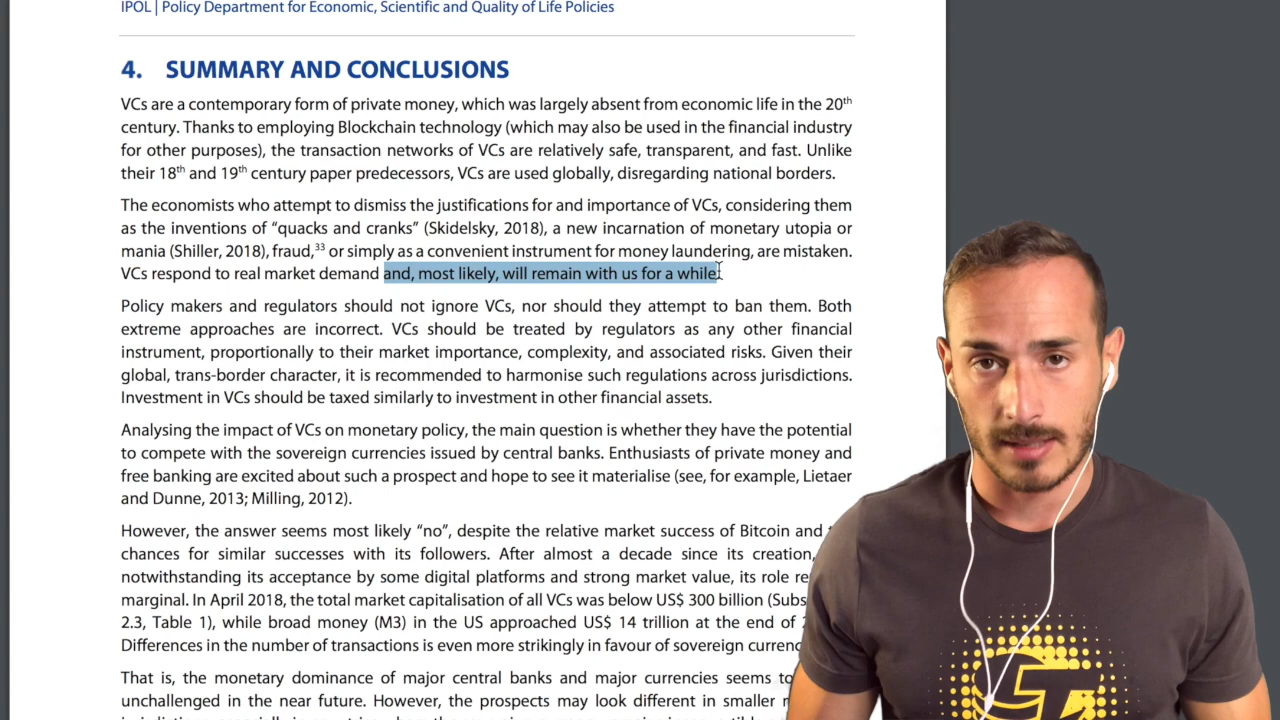 IPOL | Policy Department for Economic, Scientific and Quality of Life Policies
4. SUMMARY AND CONCLUSIONS
VCs are a contemporary form of private money, which was largely absent from economic life in the 20th
century. Thanks to employing Blockchain technology (which may also be used in the financial industry
for other purposes), the transaction networks of VCs are relatively safe, transparent, and fast. Unlike
their 18th and 19th century paper predecessors, VCs are used globally, disregarding national borders.
The economists who attempt to dismiss the justifications for and importance of VCs, considering them
as the inventions of “quacks and cranks” (Skidelsky, 2018), a new incarnation of monetary utopia or
mania (Shiller, 2018), fraud,33 or simply as a convenient instrument for money laundering, are mistaken.
VCs respond to real market demand and, most likely, will remain with us for a while.
Policy makers and regulators should not ignore VCs, nor should they attempt to ban them. Both
extreme approaches are incorrect. VCs should be treated by regulators as any other financial
instrument, proportionally to their market importance, complexity, and associated risks. Given their
global, trans-border character, it is recommended to harmonise such regulations across jurisdictions.
Investment in VCs should be taxed similarly to investment in other financial assets.
Analysing the impact of VCs on monetary policy, the main question is whether they have the potential
to compete with the sovereign currencies issued by central banks. Enthusiasts of private money and
free banking are excited about such a prospect and hope to see it materialise (see, for example, Lietaer
and Dunne, 2013; Milling, 2012).
However, the answer seems most likely “no”, despite the relative market success of Bitcoin and
chances for similar successes with its followers. After almost a decade since its creation,
notwithstanding its acceptance by some digital platforms and strong market value, its role
marginal. In April 2018, the total market capitalisation of all VCs was below US$ 300 billion
2.3, Table 1), while broad money (M3) in the US approached US$ 14 trillion at the end of
Differences in the number of transactions is even more strikingly in favour of sovereign
That is, the monetary dominance of major central banks and major currencies seems to
unchallenged in the near future. However, the prospects may look different in smaller